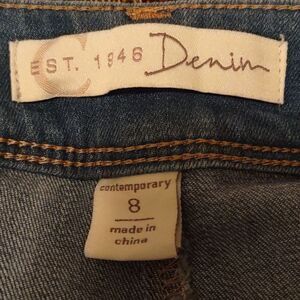 C EST. 1946 Denim
contemporary
8
made in
china